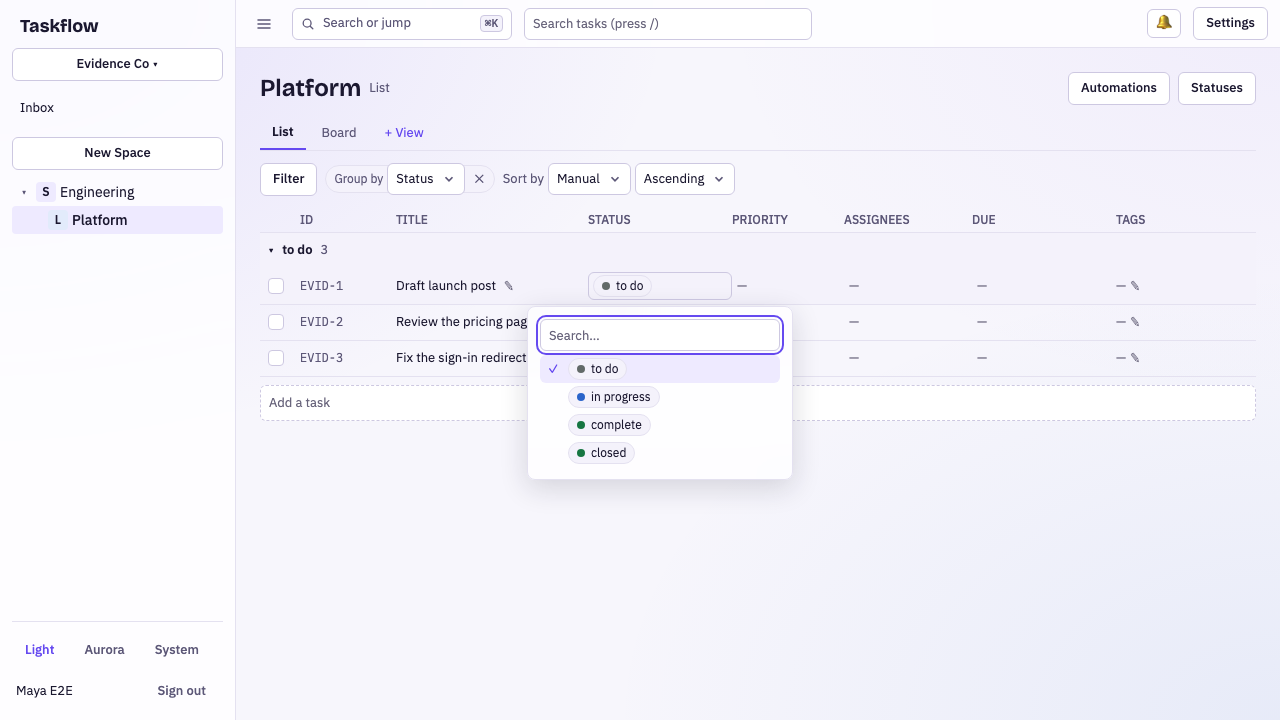 Taskflow
Evidence Co ▾
Inbox
New Space
▾ S Engineering
L Platform
Light Aurora System
Maya E2E Sign out
Search or jump ⌘K
Search tasks (press /)
Settings
Platform List
Automations Statuses
List Board + View
Filter Group by Status Sort by Manual Ascending
ID TITLE STATUS PRIORITY ASSIGNEES DUE TAGS
▾ to do 3
EVID-1 Draft launch post ✎ to do — — — — ✎
EVID-2 Review the pricing pag — — — ✎
EVID-3 Fix the sign-in redirect — — — ✎
Search…
✓ to do
in progress
complete
closed
Add a task